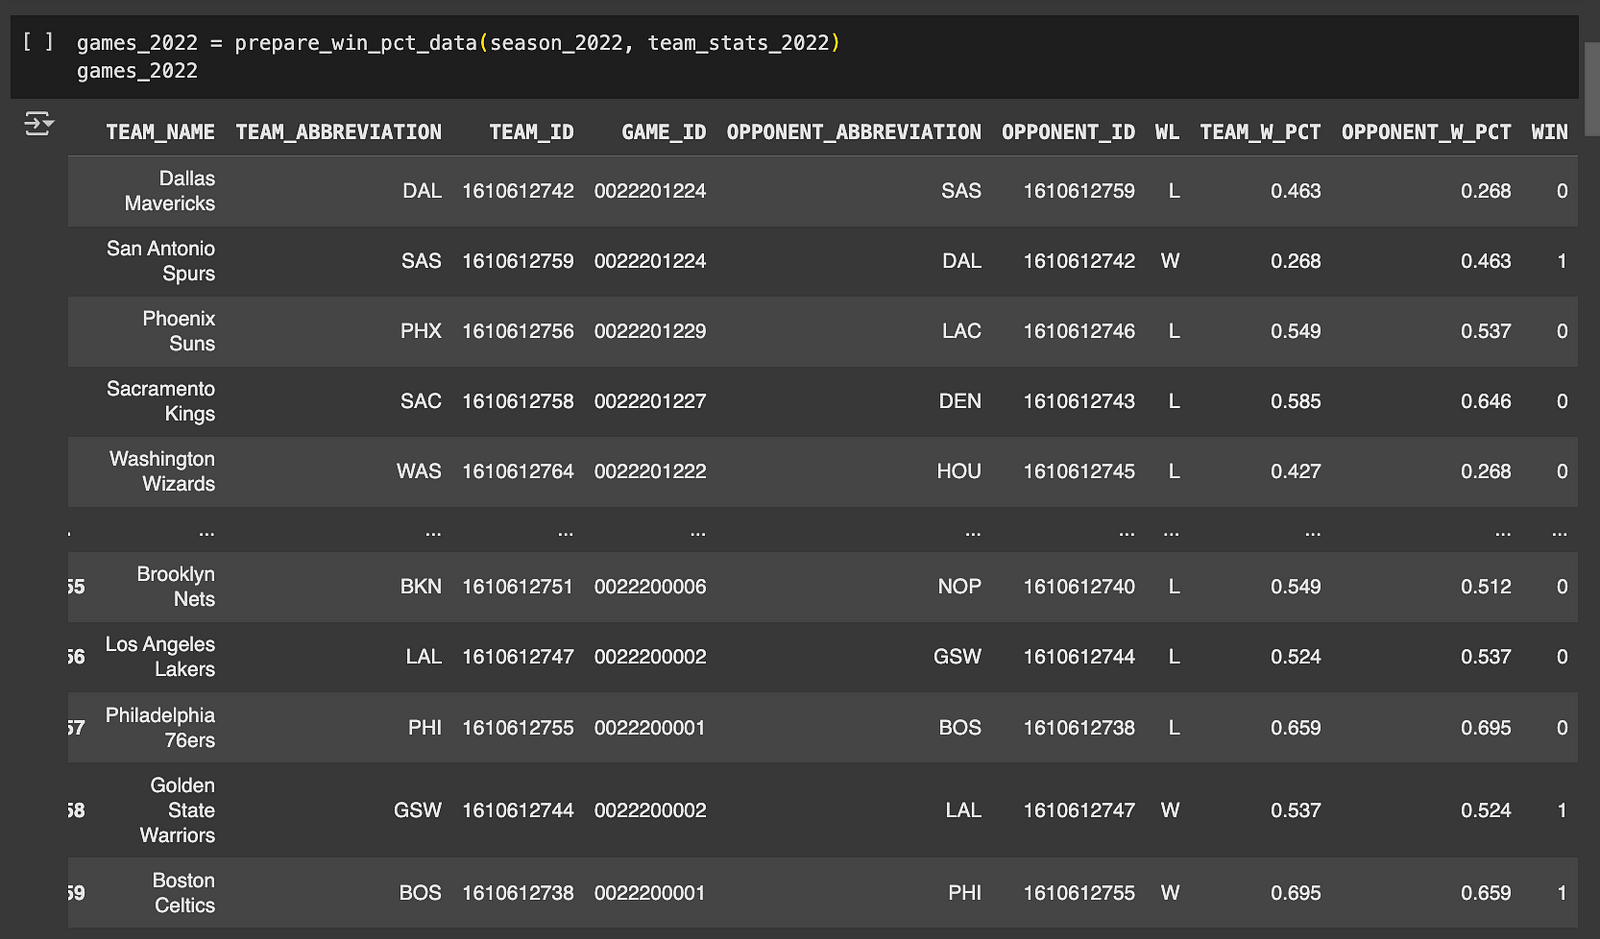 [ ] games_2022 = prepare_win_pct_data(season_2022, team_stats_2022)
games_2022
TEAM_NAME TEAM_ABBREVIATION TEAM_ID GAME_ID OPPONENT_ABBREVIATION OPPONENT_ID WL TEAM_W_PCT OPPONENT_W_PCT WIN
Dallas
Mavericks DAL 1610612742 0022201224 SAS 1610612759 L 0.463 0.268 0
San Antonio
Spurs SAS 1610612759 0022201224 DAL 1610612742 W 0.268 0.463 1
Phoenix
Suns PHX 1610612756 0022201229 LAC 1610612746 L 0.549 0.537 0
Sacramento
Kings SAC 1610612758 0022201227 DEN 1610612743 L 0.585 0.646 0
Washington
Wizards WAS 1610612764 0022201222 HOU 1610612745 L 0.427 0.268 0
... ... ... ... ... ... ... ... ... ...
Brooklyn
55 Nets BKN 1610612751 0022200006 NOP 1610612740 L 0.549 0.512 0
Los Angeles
56 Lakers LAL 1610612747 0022200002 GSW 1610612744 L 0.524 0.537 0
Philadelphia
57 76ers PHI 1610612755 0022200001 BOS 1610612738 L 0.659 0.695 0
Golden
58 State GSW 1610612744 0022200002 LAL 1610612747 W 0.537 0.524 1
Warriors
Boston
59 Celtics BOS 1610612738 0022200001 PHI 1610612755 W 0.695 0.659 1